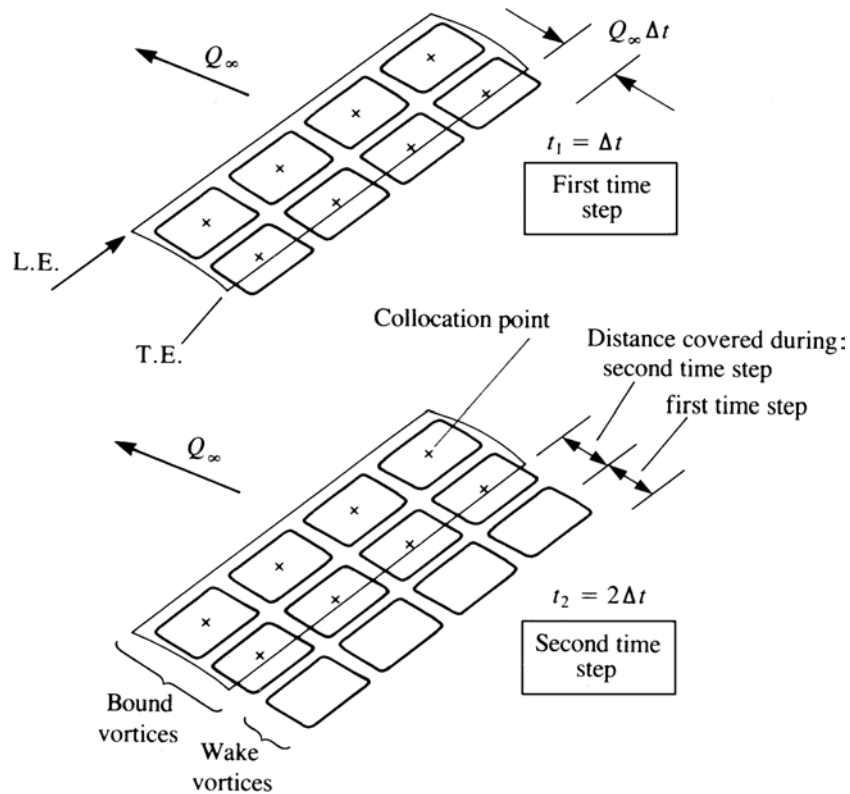 Q∞
Q∞Δt
t₁ = Δt
First time
step
L.E.
T.E.
Collocation point
Distance covered during:
second time step
first time step
Q∞
t₂ = 2Δt
Second time
step
Bound
vortices
Wake
vortices